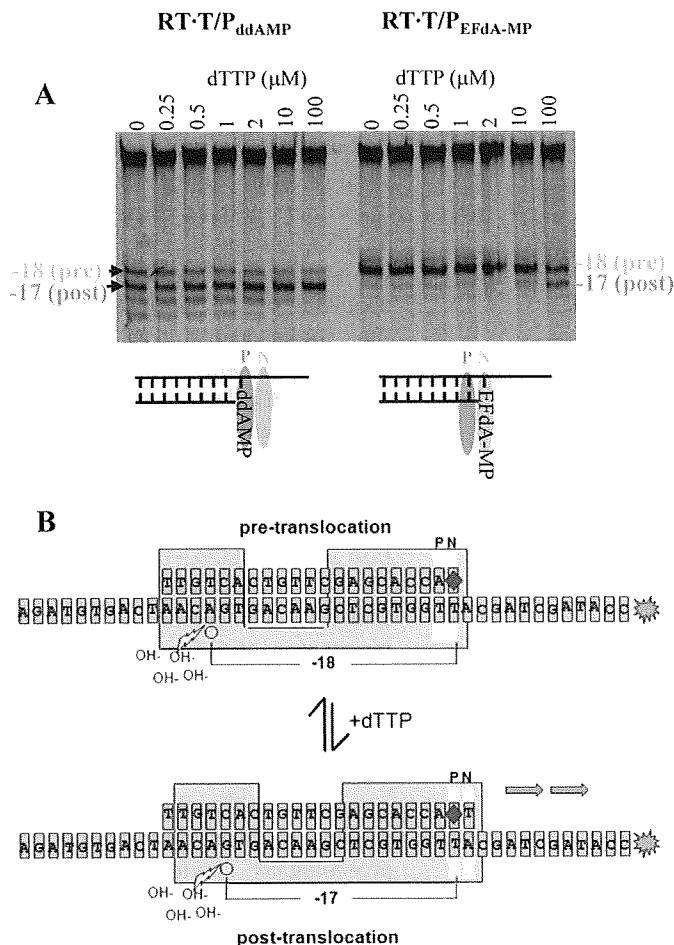 RT·T/PddAMP RT·T/PEFdA-MP
A
dTTP (μM) dTTP (μM)
0 0.25 0.5 1 2 10 100 0 0.25 0.5 1 2 10 100
-18 (pre) -18 (pre)
-17 (post) -17 (post)
P N P N
ddAMP EFdA-MP
B
pre-translocation
P N
TTGTCACTGTTCGAGCACCA
AGATGTGACTAACAGTGACAAGCTCGTGGTTACGATCGATACC
OH- OH-
OH- OH-
-18
+dTTP
P N
TTGTCACTGTTCGAGCACCA T
AGATGTGACTAACAGTGACAAGCTCGTGGTTACGATCGATACC
OH- OH-
OH- OH-
-17
post-translocation